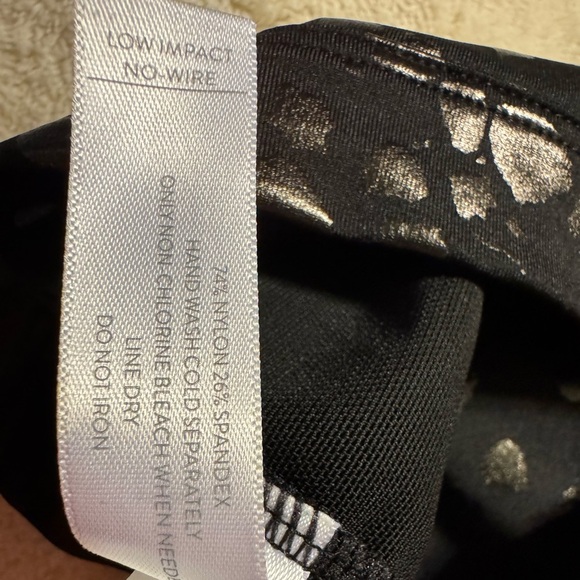 LOW IMPACT
NO-WIRE
74% NYLON 26% SPANDEX
HAND WASH COLD SEPARATELY
ONLY NON-CHLORINE BLEACH WHEN NEED
LINE DRY
DO NOT IRON